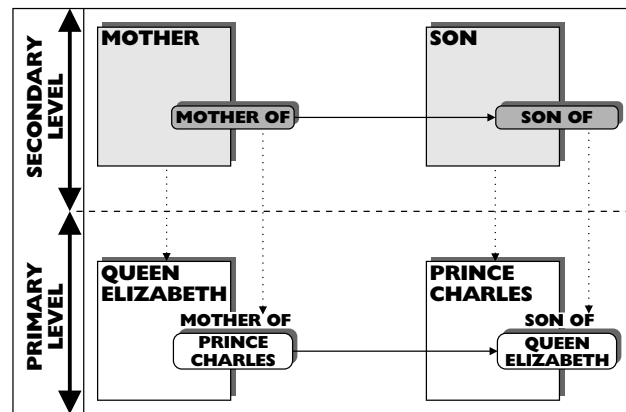 SECONDARY
LEVEL
MOTHER
SON
MOTHER OF
SON OF
PRIMARY
LEVEL
QUEEN
ELIZABETH
PRINCE
CHARLES
MOTHER OF
PRINCE
CHARLES
SON OF
QUEEN
ELIZABETH